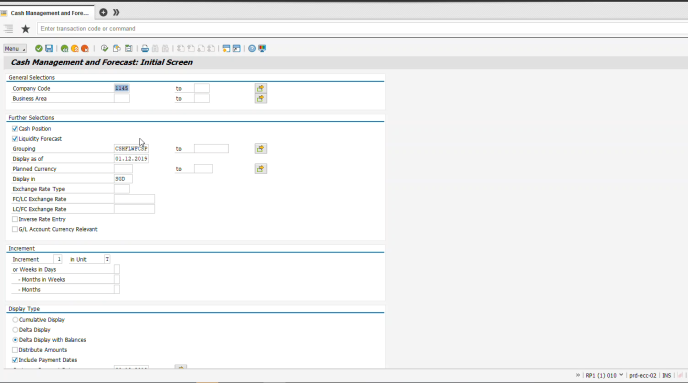 Cash Management and Fore...
Enter transaction code or command
Menu
Cash Management and Forecast: Initial Screen
General Selections
Company Code 1145 to
Business Area to
Further Selections
Cash Position
Liquidity Forecast
Grouping CSHFLWFCSP to
Display as of 01.12.2019
Planned Currency to
Display in SGD
Exchange Rate Type
FC/LC Exchange Rate
LC/FC Exchange Rate
Inverse Rate Entry
G/L Account Currency Relevant
Increment
Increment 1 in Unit T
or Weeks in Days
- Months in Weeks
- Months
Display Type
Cumulative Display
Delta Display
Delta Display with Balances
Distribute Amounts
Include Payment Dates
RP1 (1) 010 prd-ecc-02 INS